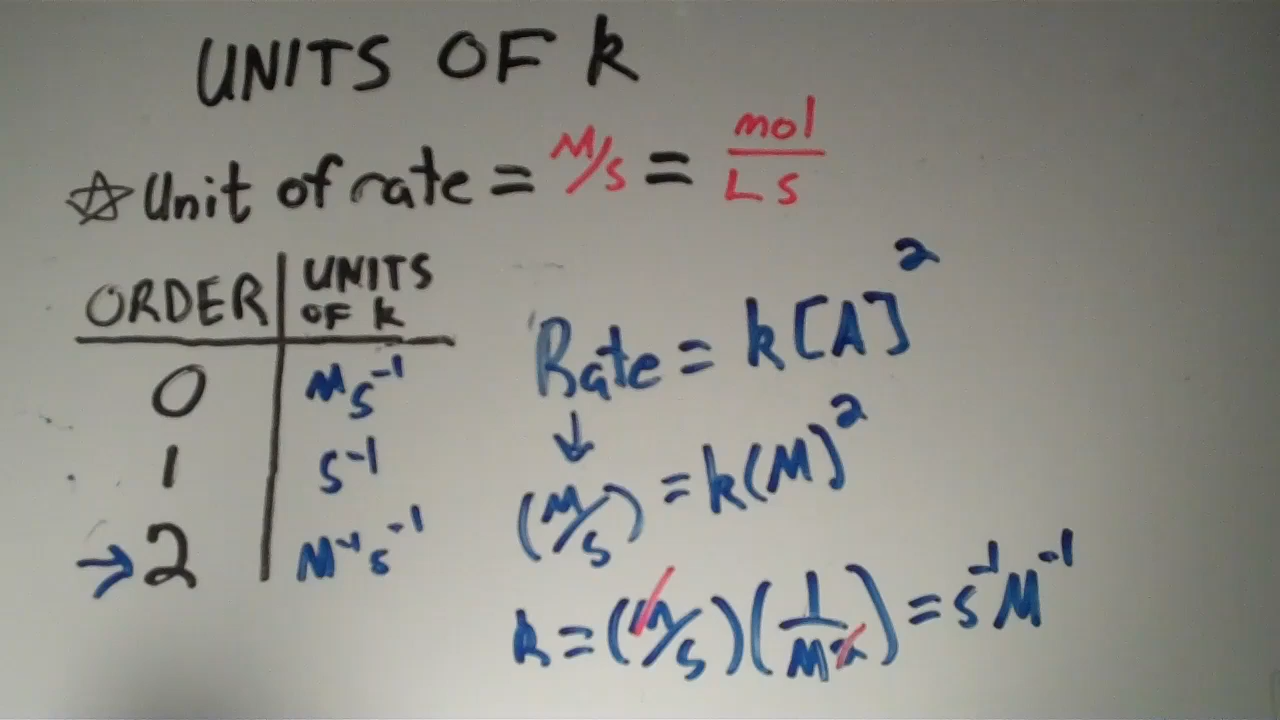 UNITS OF k
☆ Unit of rate = M/s = mol / L s
ORDER | UNITS OF k
0 | M s⁻¹
1 | s⁻¹
→ 2 | M⁻¹ s⁻¹
Rate = k[A]²
↓
(M/s) = k(M)²
k = (M/s)(1/M²) = s⁻¹ M⁻¹